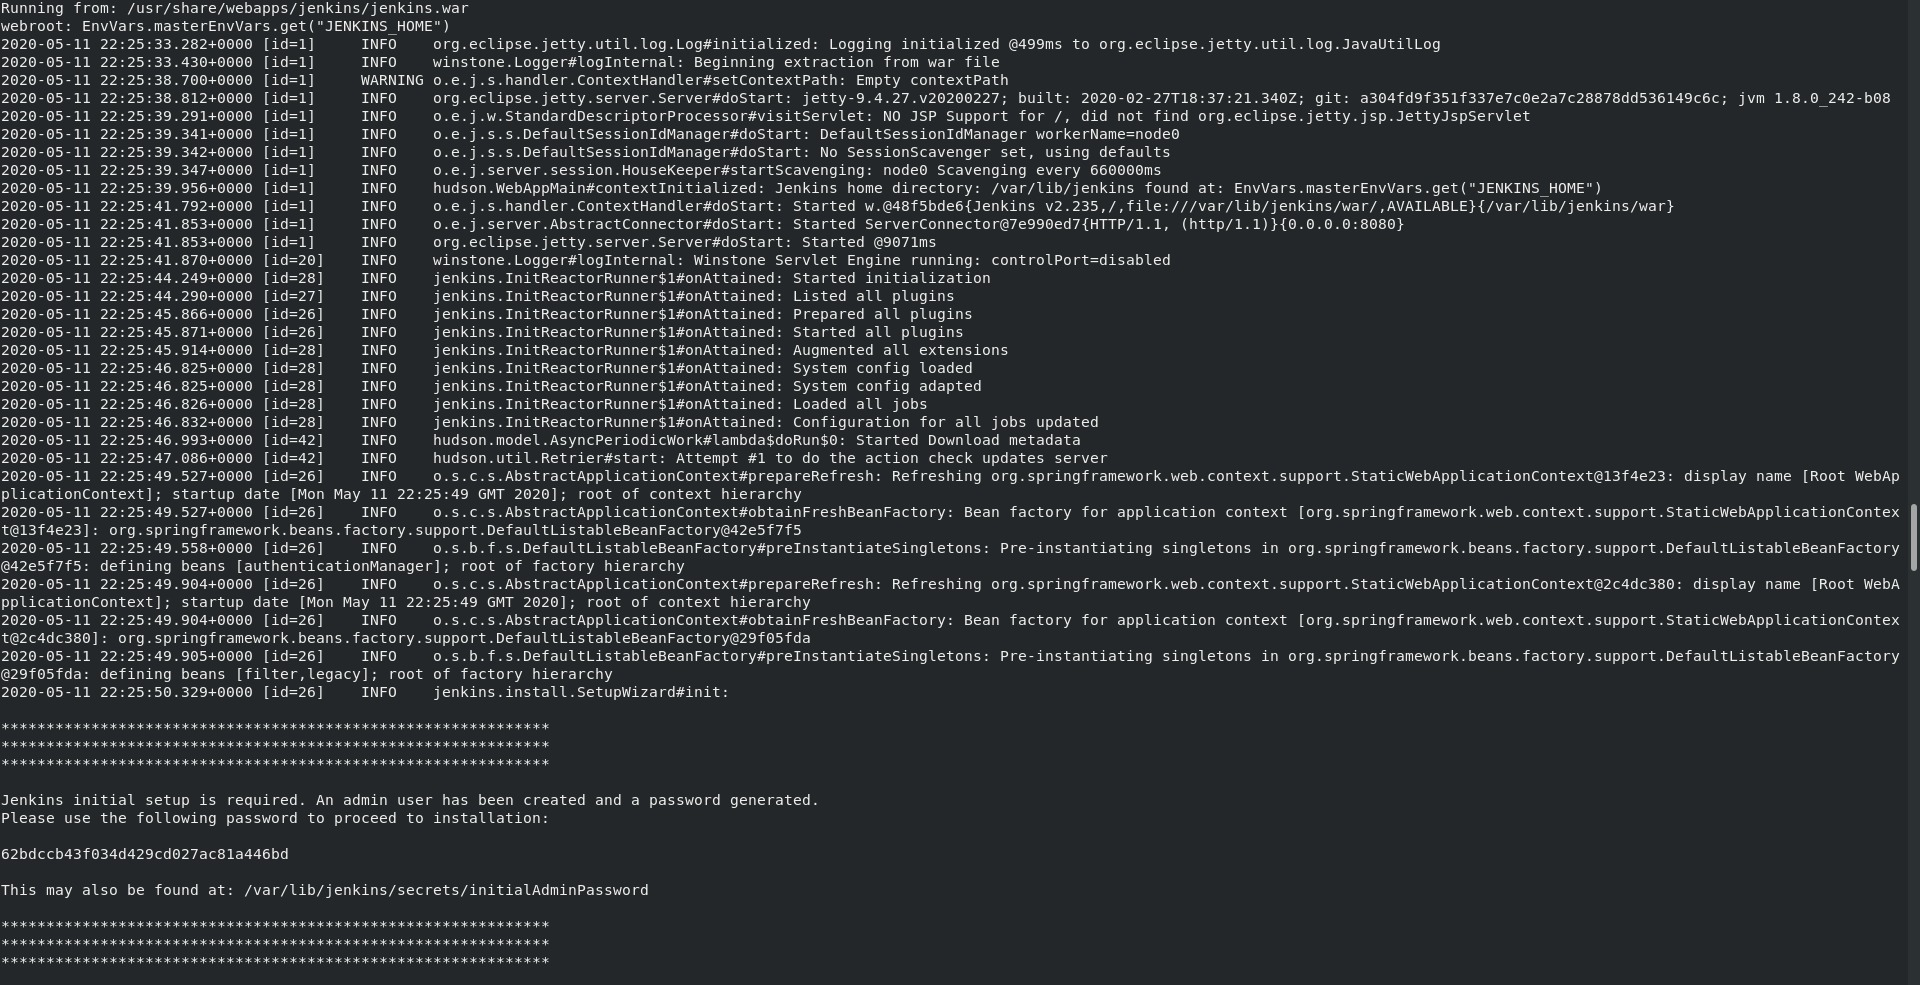 Running from: /usr/share/webapps/jenkins/jenkins.war
webroot: EnvVars.masterEnvVars.get("JENKINS_HOME")
2020-05-11 22:25:33.282+0000 [id=1]     INFO    org.eclipse.jetty.util.log.Log#initialized: Logging initialized @499ms to org.eclipse.jetty.util.log.JavaUtilLog
2020-05-11 22:25:33.430+0000 [id=1]     INFO    winstone.Logger#logInternal: Beginning extraction from war file
2020-05-11 22:25:38.700+0000 [id=1]     WARNING o.e.j.s.handler.ContextHandler#setContextPath: Empty contextPath
2020-05-11 22:25:38.812+0000 [id=1]     INFO    org.eclipse.jetty.server.Server#doStart: jetty-9.4.27.v20200227; built: 2020-02-27T18:37:21.340Z; git: a304fd9f351f337e7c0e2a7c28878dd536149c6c; jvm 1.8.0_242-b08
2020-05-11 22:25:39.291+0000 [id=1]     INFO    o.e.j.w.StandardDescriptorProcessor#visitServlet: NO JSP Support for /, did not find org.eclipse.jetty.jsp.JettyJspServlet
2020-05-11 22:25:39.341+0000 [id=1]     INFO    o.e.j.s.s.DefaultSessionIdManager#doStart: DefaultSessionIdManager workerName=node0
2020-05-11 22:25:39.342+0000 [id=1]     INFO    o.e.j.s.s.DefaultSessionIdManager#doStart: No SessionScavenger set, using defaults
2020-05-11 22:25:39.347+0000 [id=1]     INFO    o.e.j.server.session.HouseKeeper#startScavenging: node0 Scavenging every 660000ms
2020-05-11 22:25:39.956+0000 [id=1]     INFO    hudson.WebAppMain#contextInitialized: Jenkins home directory: /var/lib/jenkins found at: EnvVars.masterEnvVars.get("JENKINS_HOME")
2020-05-11 22:25:41.792+0000 [id=1]     INFO    o.e.j.s.handler.ContextHandler#doStart: Started w.@48f5bde6{Jenkins v2.235,/,file:///var/lib/jenkins/war/,AVAILABLE}{/var/lib/jenkins/war}
2020-05-11 22:25:41.853+0000 [id=1]     INFO    o.e.j.server.AbstractConnector#doStart: Started ServerConnector@7e990ed7{HTTP/1.1, (http/1.1)}{0.0.0.0:8080}
2020-05-11 22:25:41.853+0000 [id=1]     INFO    org.eclipse.jetty.server.Server#doStart: Started @9071ms
2020-05-11 22:25:41.870+0000 [id=20]    INFO    winstone.Logger#logInternal: Winstone Servlet Engine running: controlPort=disabled
2020-05-11 22:25:44.249+0000 [id=28]    INFO    jenkins.InitReactorRunner$1#onAttained: Started initialization
2020-05-11 22:25:44.290+0000 [id=27]    INFO    jenkins.InitReactorRunner$1#onAttained: Listed all plugins
2020-05-11 22:25:45.866+0000 [id=26]    INFO    jenkins.InitReactorRunner$1#onAttained: Prepared all plugins
2020-05-11 22:25:45.871+0000 [id=26]    INFO    jenkins.InitReactorRunner$1#onAttained: Started all plugins
2020-05-11 22:25:45.914+0000 [id=28]    INFO    jenkins.InitReactorRunner$1#onAttained: Augmented all extensions
2020-05-11 22:25:46.825+0000 [id=28]    INFO    jenkins.InitReactorRunner$1#onAttained: System config loaded
2020-05-11 22:25:46.825+0000 [id=28]    INFO    jenkins.InitReactorRunner$1#onAttained: System config adapted
2020-05-11 22:25:46.826+0000 [id=28]    INFO    jenkins.InitReactorRunner$1#onAttained: Loaded all jobs
2020-05-11 22:25:46.832+0000 [id=28]    INFO    jenkins.InitReactorRunner$1#onAttained: Configuration for all jobs updated
2020-05-11 22:25:46.993+0000 [id=42]    INFO    hudson.model.AsyncPeriodicWork#lambda$doRun$0: Started Download metadata
2020-05-11 22:25:47.086+0000 [id=42]    INFO    hudson.util.Retrier#start: Attempt #1 to do the action check updates server
2020-05-11 22:25:49.527+0000 [id=26]    INFO    o.s.c.s.AbstractApplicationContext#prepareRefresh: Refreshing org.springframework.web.context.support.StaticWebApplicationContext@13f4e23: display name [Root WebAp
plicationContext]; startup date [Mon May 11 22:25:49 GMT 2020]; root of context hierarchy
2020-05-11 22:25:49.527+0000 [id=26]    INFO    o.s.c.s.AbstractApplicationContext#obtainFreshBeanFactory: Bean factory for application context [org.springframework.web.context.support.StaticWebApplicationContex
t@13f4e23]: org.springframework.beans.factory.support.DefaultListableBeanFactory@42e5f7f5
2020-05-11 22:25:49.558+0000 [id=26]    INFO    o.s.b.f.s.DefaultListableBeanFactory#preInstantiateSingletons: Pre-instantiating singletons in org.springframework.beans.factory.support.DefaultListableBeanFactory
@42e5f7f5: defining beans [authenticationManager]; root of factory hierarchy
2020-05-11 22:25:49.904+0000 [id=26]    INFO    o.s.c.s.AbstractApplicationContext#prepareRefresh: Refreshing org.springframework.web.context.support.StaticWebApplicationContext@2c4dc380: display name [Root WebA
pplicationContext]; startup date [Mon May 11 22:25:49 GMT 2020]; root of context hierarchy
2020-05-11 22:25:49.904+0000 [id=26]    INFO    o.s.c.s.AbstractApplicationContext#obtainFreshBeanFactory: Bean factory for application context [org.springframework.web.context.support.StaticWebApplicationContex
t@2c4dc380]: org.springframework.beans.factory.support.DefaultListableBeanFactory@29f05fda
2020-05-11 22:25:49.905+0000 [id=26]    INFO    o.s.b.f.s.DefaultListableBeanFactory#preInstantiateSingletons: Pre-instantiating singletons in org.springframework.beans.factory.support.DefaultListableBeanFactory
@29f05fda: defining beans [filter,legacy]; root of factory hierarchy
2020-05-11 22:25:50.329+0000 [id=26]    INFO    jenkins.install.SetupWizard#init:

*************************************************************
*************************************************************
*************************************************************

Jenkins initial setup is required. An admin user has been created and a password generated.
Please use the following password to proceed to installation:

62bdccb43f034d429cd027ac81a446bd

This may also be found at: /var/lib/jenkins/secrets/initialAdminPassword

*************************************************************
*************************************************************
*************************************************************